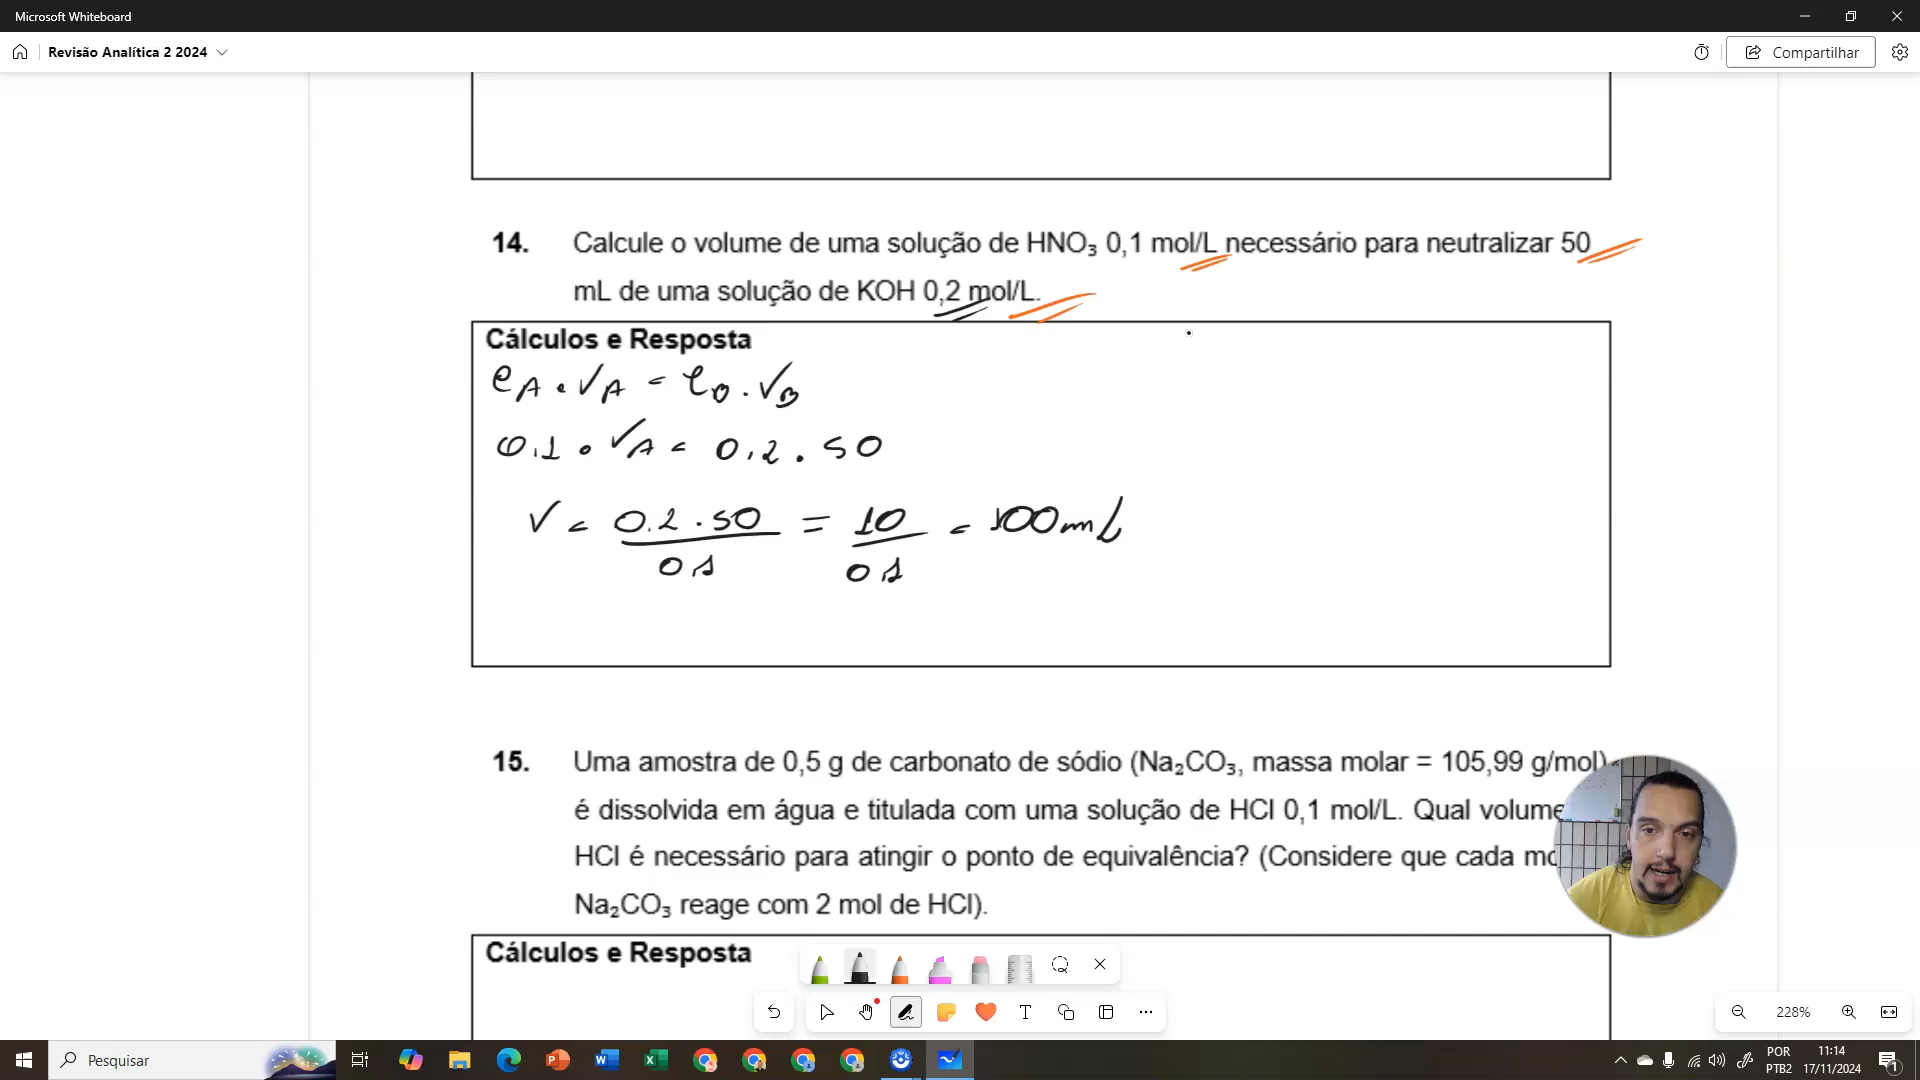 Microsoft Whiteboard
Revisão Analítica 2 2024
Compartilhar
14. Calcule o volume de uma solução de HNO₃ 0,1 mol/L necessário para neutralizar 50
mL de uma solução de KOH 0,2 mol/L.
Cálculos e Resposta
CA . VA = CB . VB
0,1 . VA = 0,2 . 50
V = 0,2 . 50 / 0,1 = 10 / 0,1 = 100 mL
15. Uma amostra de 0,5 g de carbonato de sódio (Na₂CO₃, massa molar = 105,99 g/mol)
é dissolvida em água e titulada com uma solução de HCl 0,1 mol/L. Qual volume
HCl é necessário para atingir o ponto de equivalência? (Considere que cada
Na₂CO₃ reage com 2 mol de HCl).
Cálculos e Resposta
228%
Pesquisar
POR
PTB2
11:14
17/11/2024
1